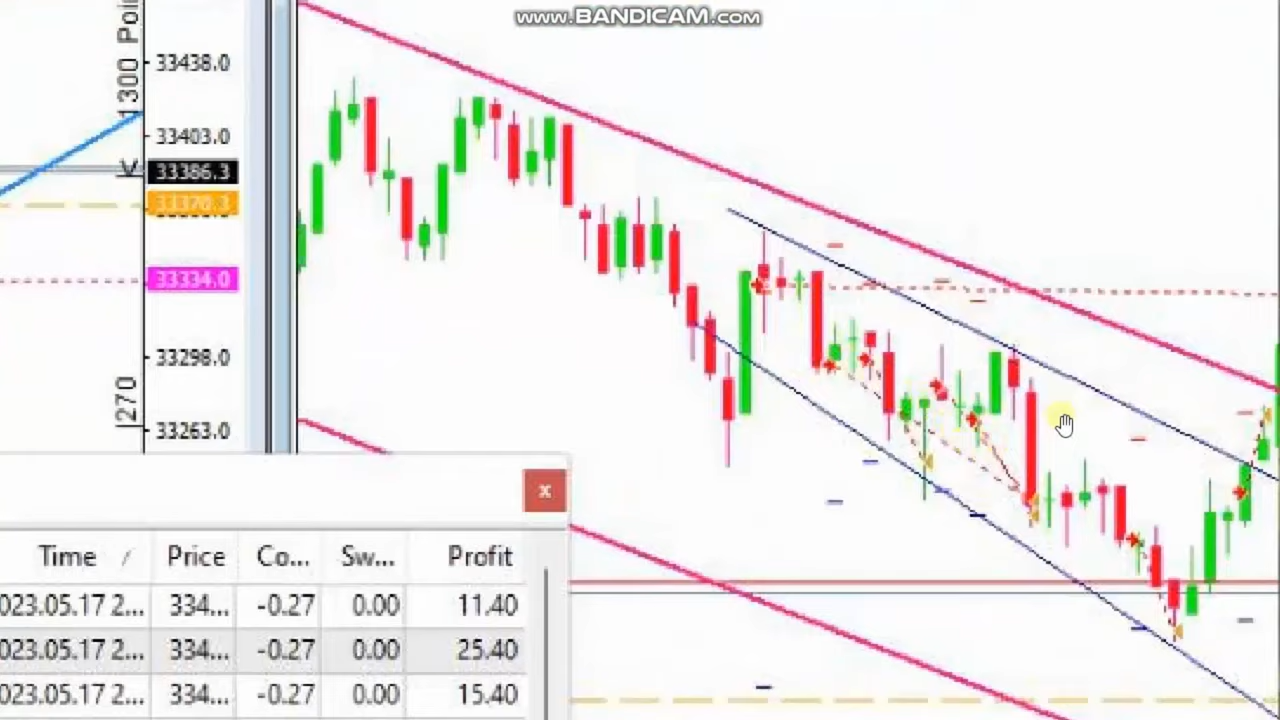 www.BANDICAM.com
1300 Poi
33438.0
33403.0
33386.3
33370.3
33334.0
33298.0
|270
33263.0
x
Time / Price Co... Sw... Profit
023.05.17 2... 334... -0.27 0.00 11.40
023.05.17 2... 334... -0.27 0.00 25.40
023.05.17 2... 334... -0.27 0.00 15.40